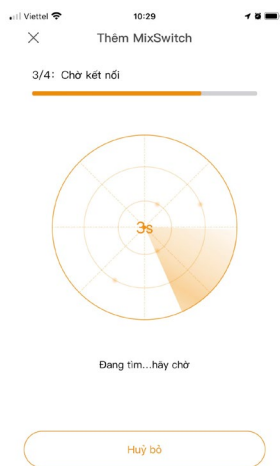 Viettel 10:29
Thêm MixSwitch
3/4: Chờ kết nối
3s
Đang tìm...hãy chờ
Huỷ bỏ